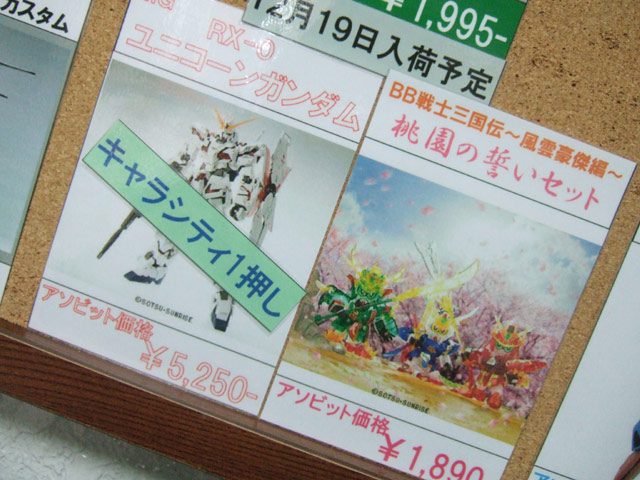 カスタム
¥1,995-
12月19日入荷予定
RX-0
ユニコーンガンダム
キャラシティ1押し
©SOTSU・SUNRISE
アソビット価格
¥5,250-
BB戦士三国伝～風雲豪傑編～
桃園の誓いセット
©SOTSU・SUNRISE
アソビット価格
¥1,890